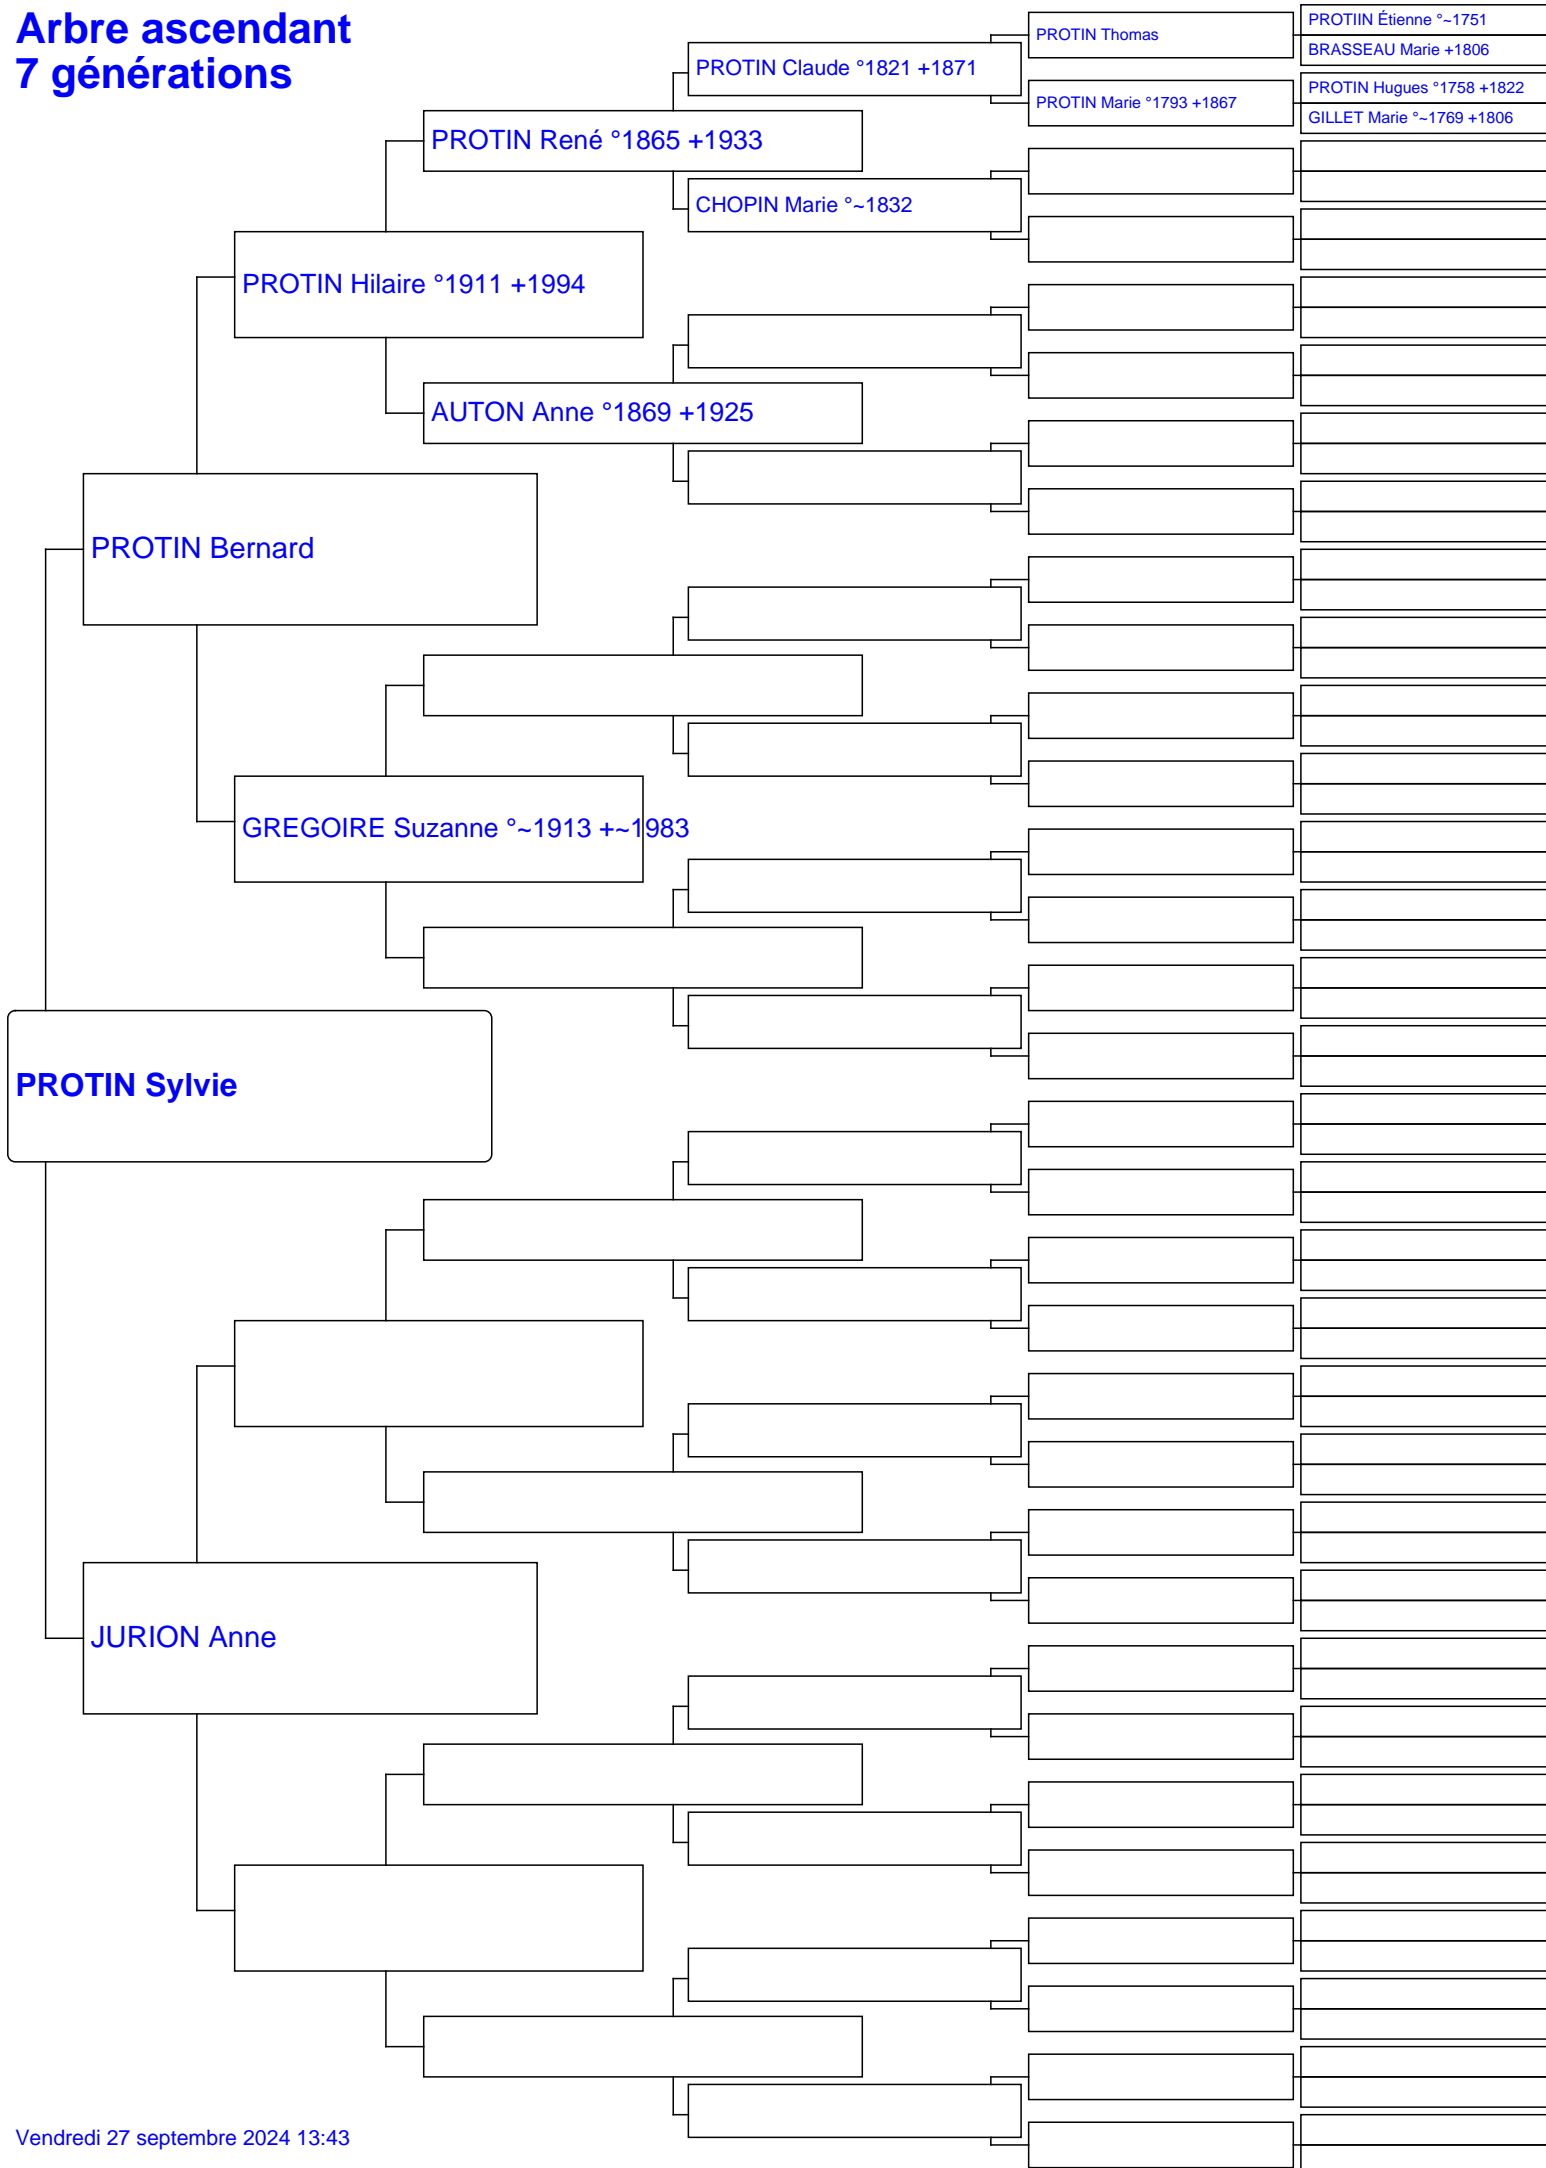 Arbre ascendant
7 générations
PROTIIN Étienne °~1751
PROTIN Thomas
BRASSEAU Marie +1806
PROTIN Claude °1821 +1871
PROTIN Hugues °1758 +1822
PROTIN Marie °1793 +1867
GILLET Marie °~1769 +1806
PROTIN René °1865 +1933
CHOPIN Marie °~1832
PROTIN Hilaire °1911 +1994
AUTON Anne °1869 +1925
PROTIN Bernard
GREGOIRE Suzanne °~1913 +~1983
PROTIN Sylvie
JURION Anne
Vendredi 27 septembre 2024 13:43